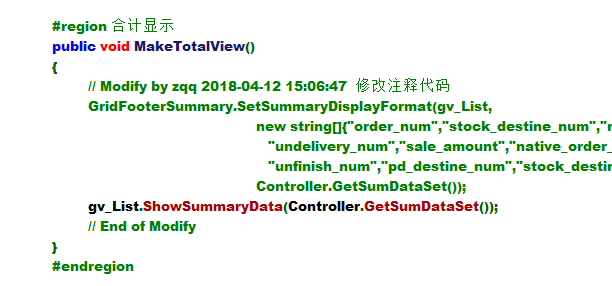 #region 合计显示
public void MakeTotalView()
{
// Modify by zqq 2018-04-12 15:06:47 修改注释代码
GridFooterSummary.SetSummaryDisplayFormat(gv_List,
new string[]{"order_num","stock_destine_num","
"undelivery_num","sale_amount","native_order_
"unfinish_num","pd_destine_num","stock_destin
Controller.GetSumDataSet());
gv_List.ShowSummaryData(Controller.GetSumDataSet());
// End of Modify
}
#endregion